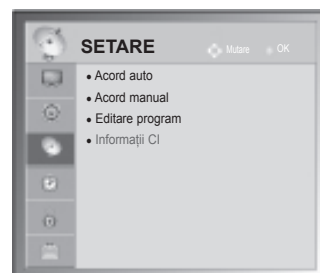 SETARE
Mutare OK
• Acord auto
• Acord manual
• Editare program
• Informații CI